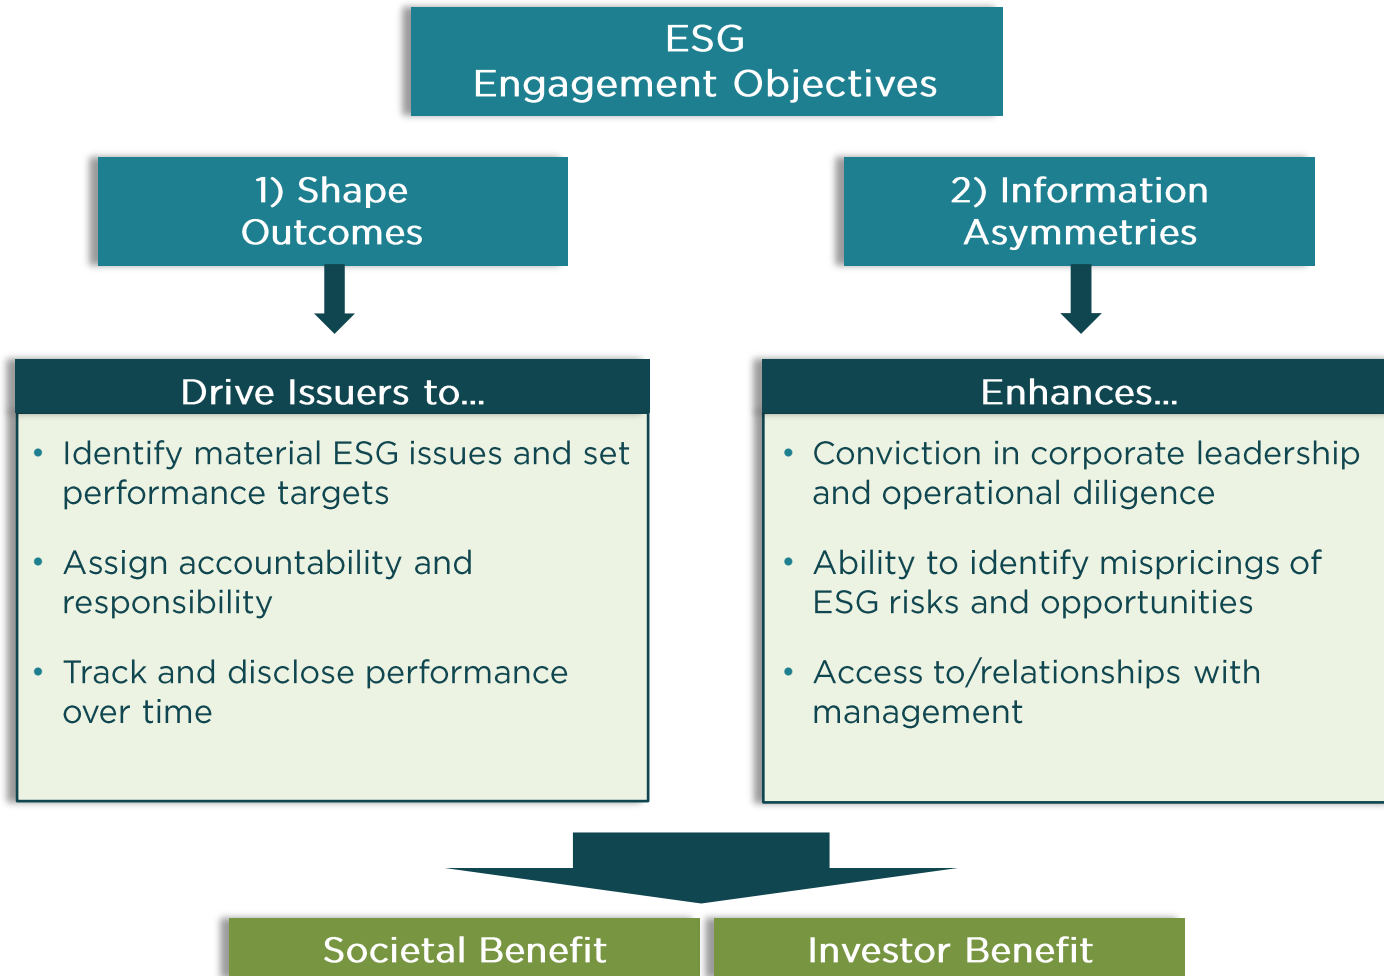 ESG
Engagement Objectives
1) Shape
Outcomes
2) Information
Asymmetries
Drive Issuers to...
• Identify material ESG issues and set
performance targets
• Assign accountability and
responsibility
• Track and disclose performance
over time
Enhances...
• Conviction in corporate leadership
and operational diligence
• Ability to identify mispricings of
ESG risks and opportunities
• Access to/relationships with
management
Societal Benefit
Investor Benefit